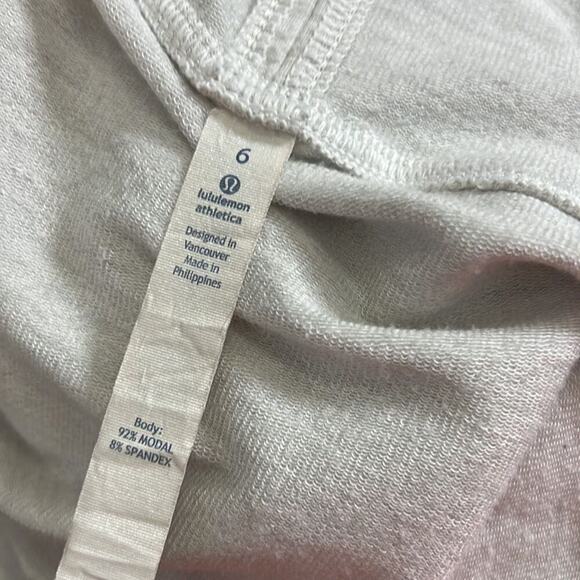 6
lululemon
athletica
Designed in
Vancouver
Made in
Philippines
Body:
92% MODAL
8% SPANDEX